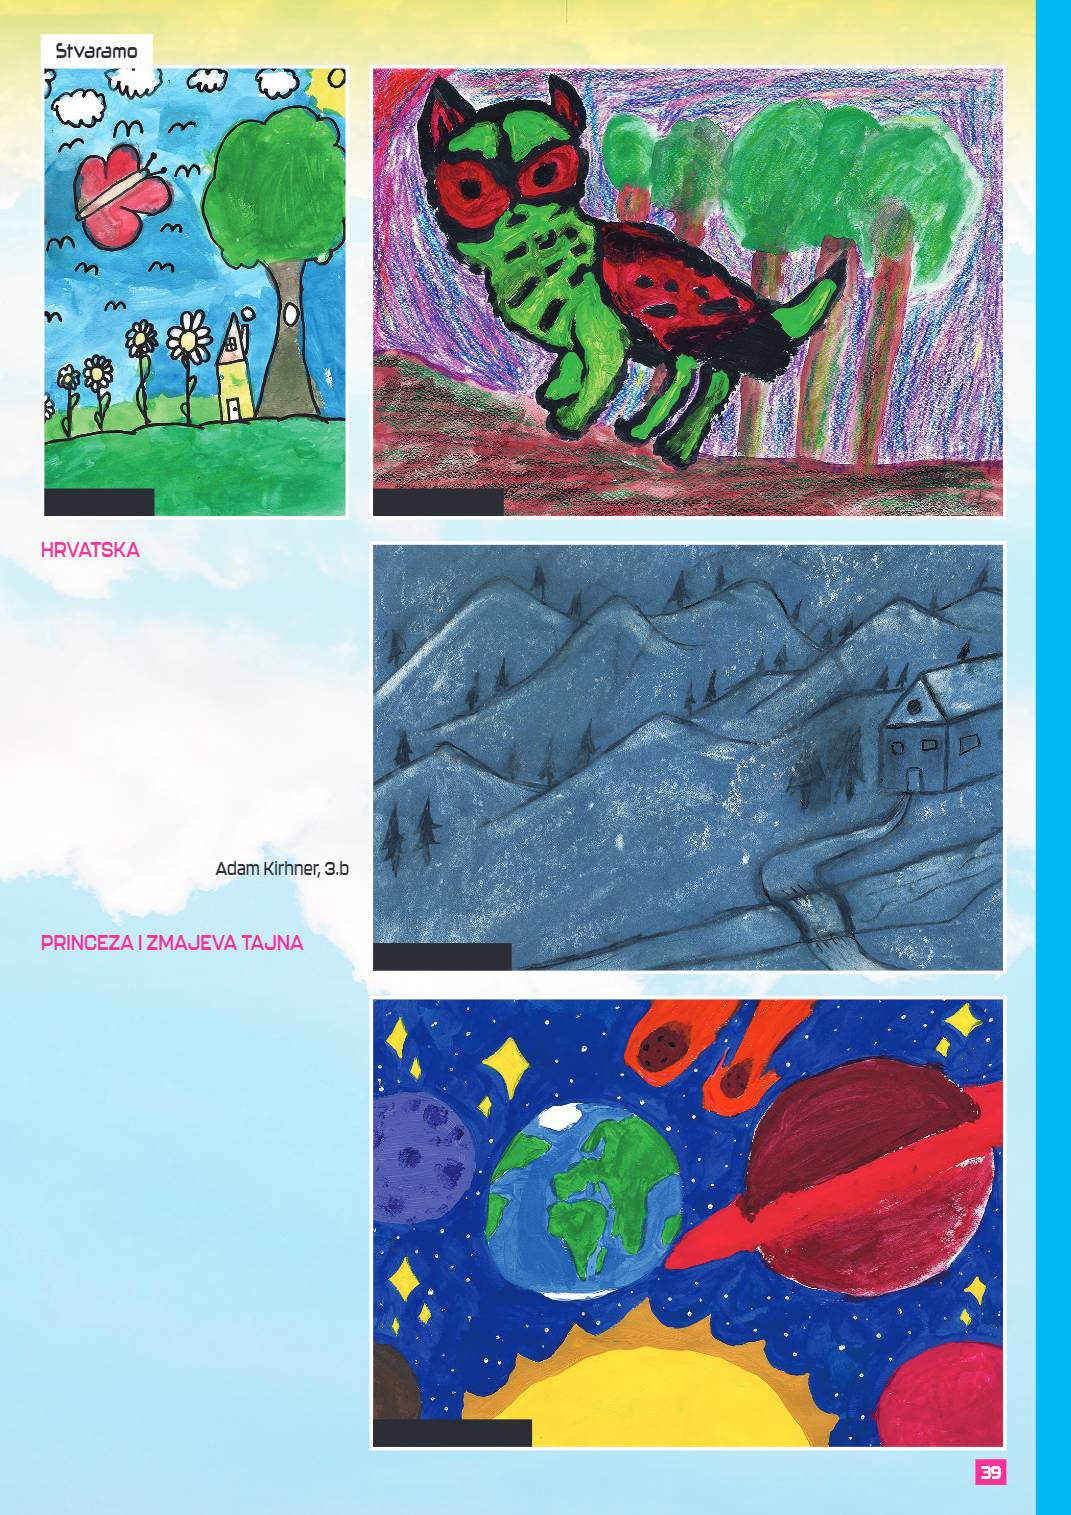 Stvaramo
HRVATSKA
Adam Kirhner, 3.b
PRINCEZA I ZMAJEVA TAJNA
39